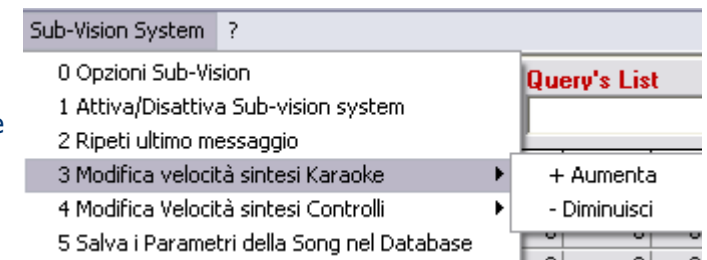 Sub-Vision System ?
0 Opzioni Sub-Vision
Query's List
1 Attiva/Disattiva Sub-vision system
e
2 Ripeti ultimo messaggio
3 Modifica velocità sintesi Karaoke
+ Aumenta
4 Modifica Velocità sintesi Controlli
- Diminuisci
5 Salva i Parametri della Song nel Database